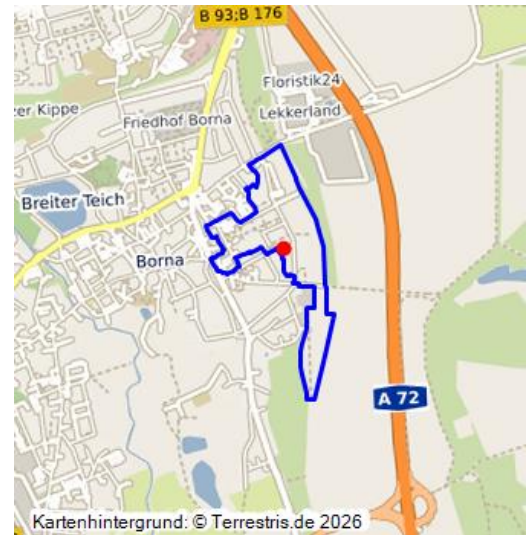 B 93;B 176
Floristik24
zer Kippe
Friedhof Borna
Lekkerland
Breiter Teich
Borna
A 72
Kartenhintergrund: © Terrestris.de 2026